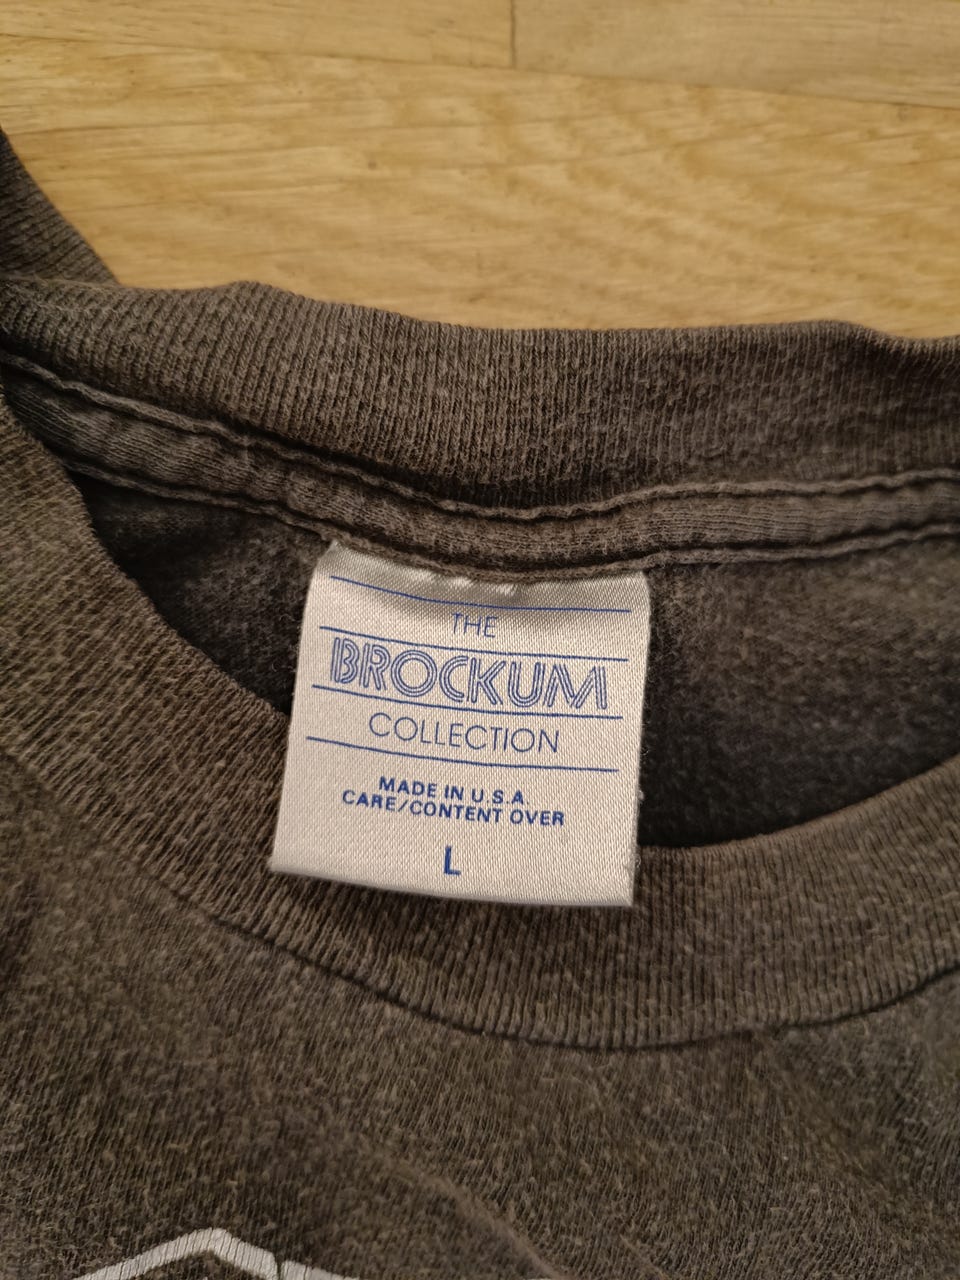 THE
BROCKUM
COLLECTION
MADE IN U.S.A.
CARE/CONTENT OVER
L